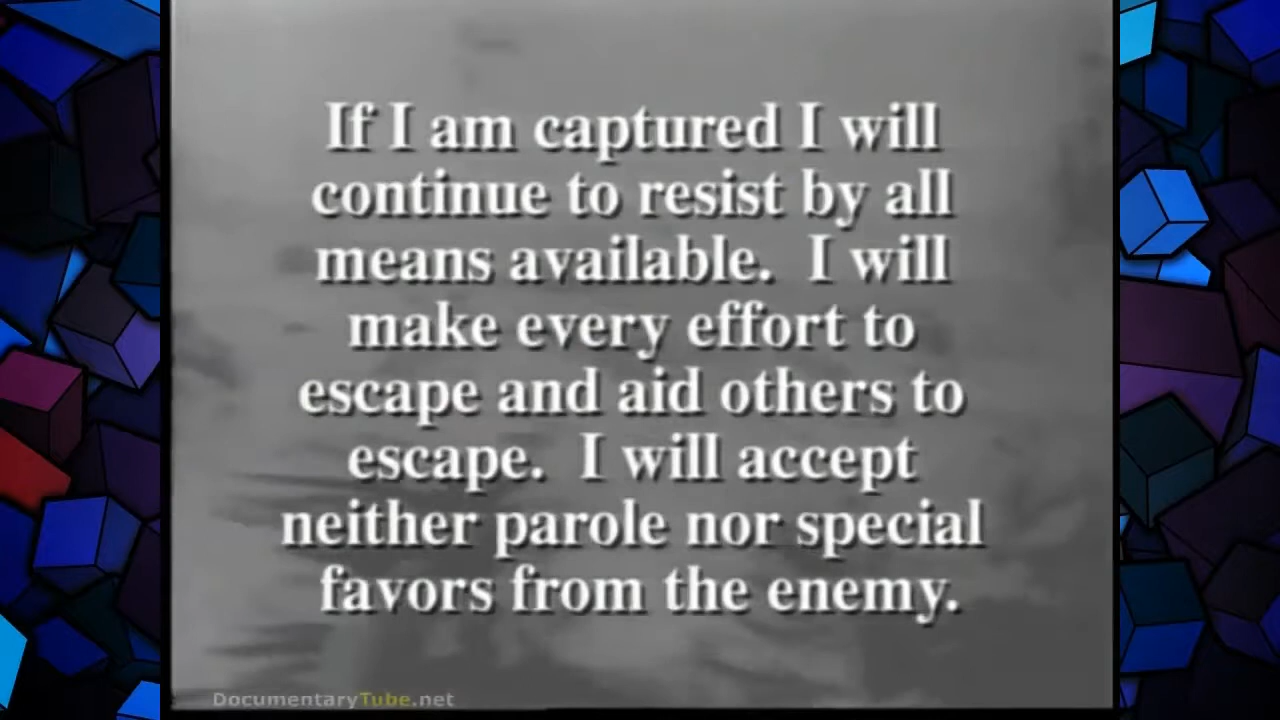 If I am captured I will
continue to resist by all
means available.  I will
make every effort to
escape and aid others to
escape.  I will accept
neither parole nor special
favors from the enemy.
DocumentaryTube.net